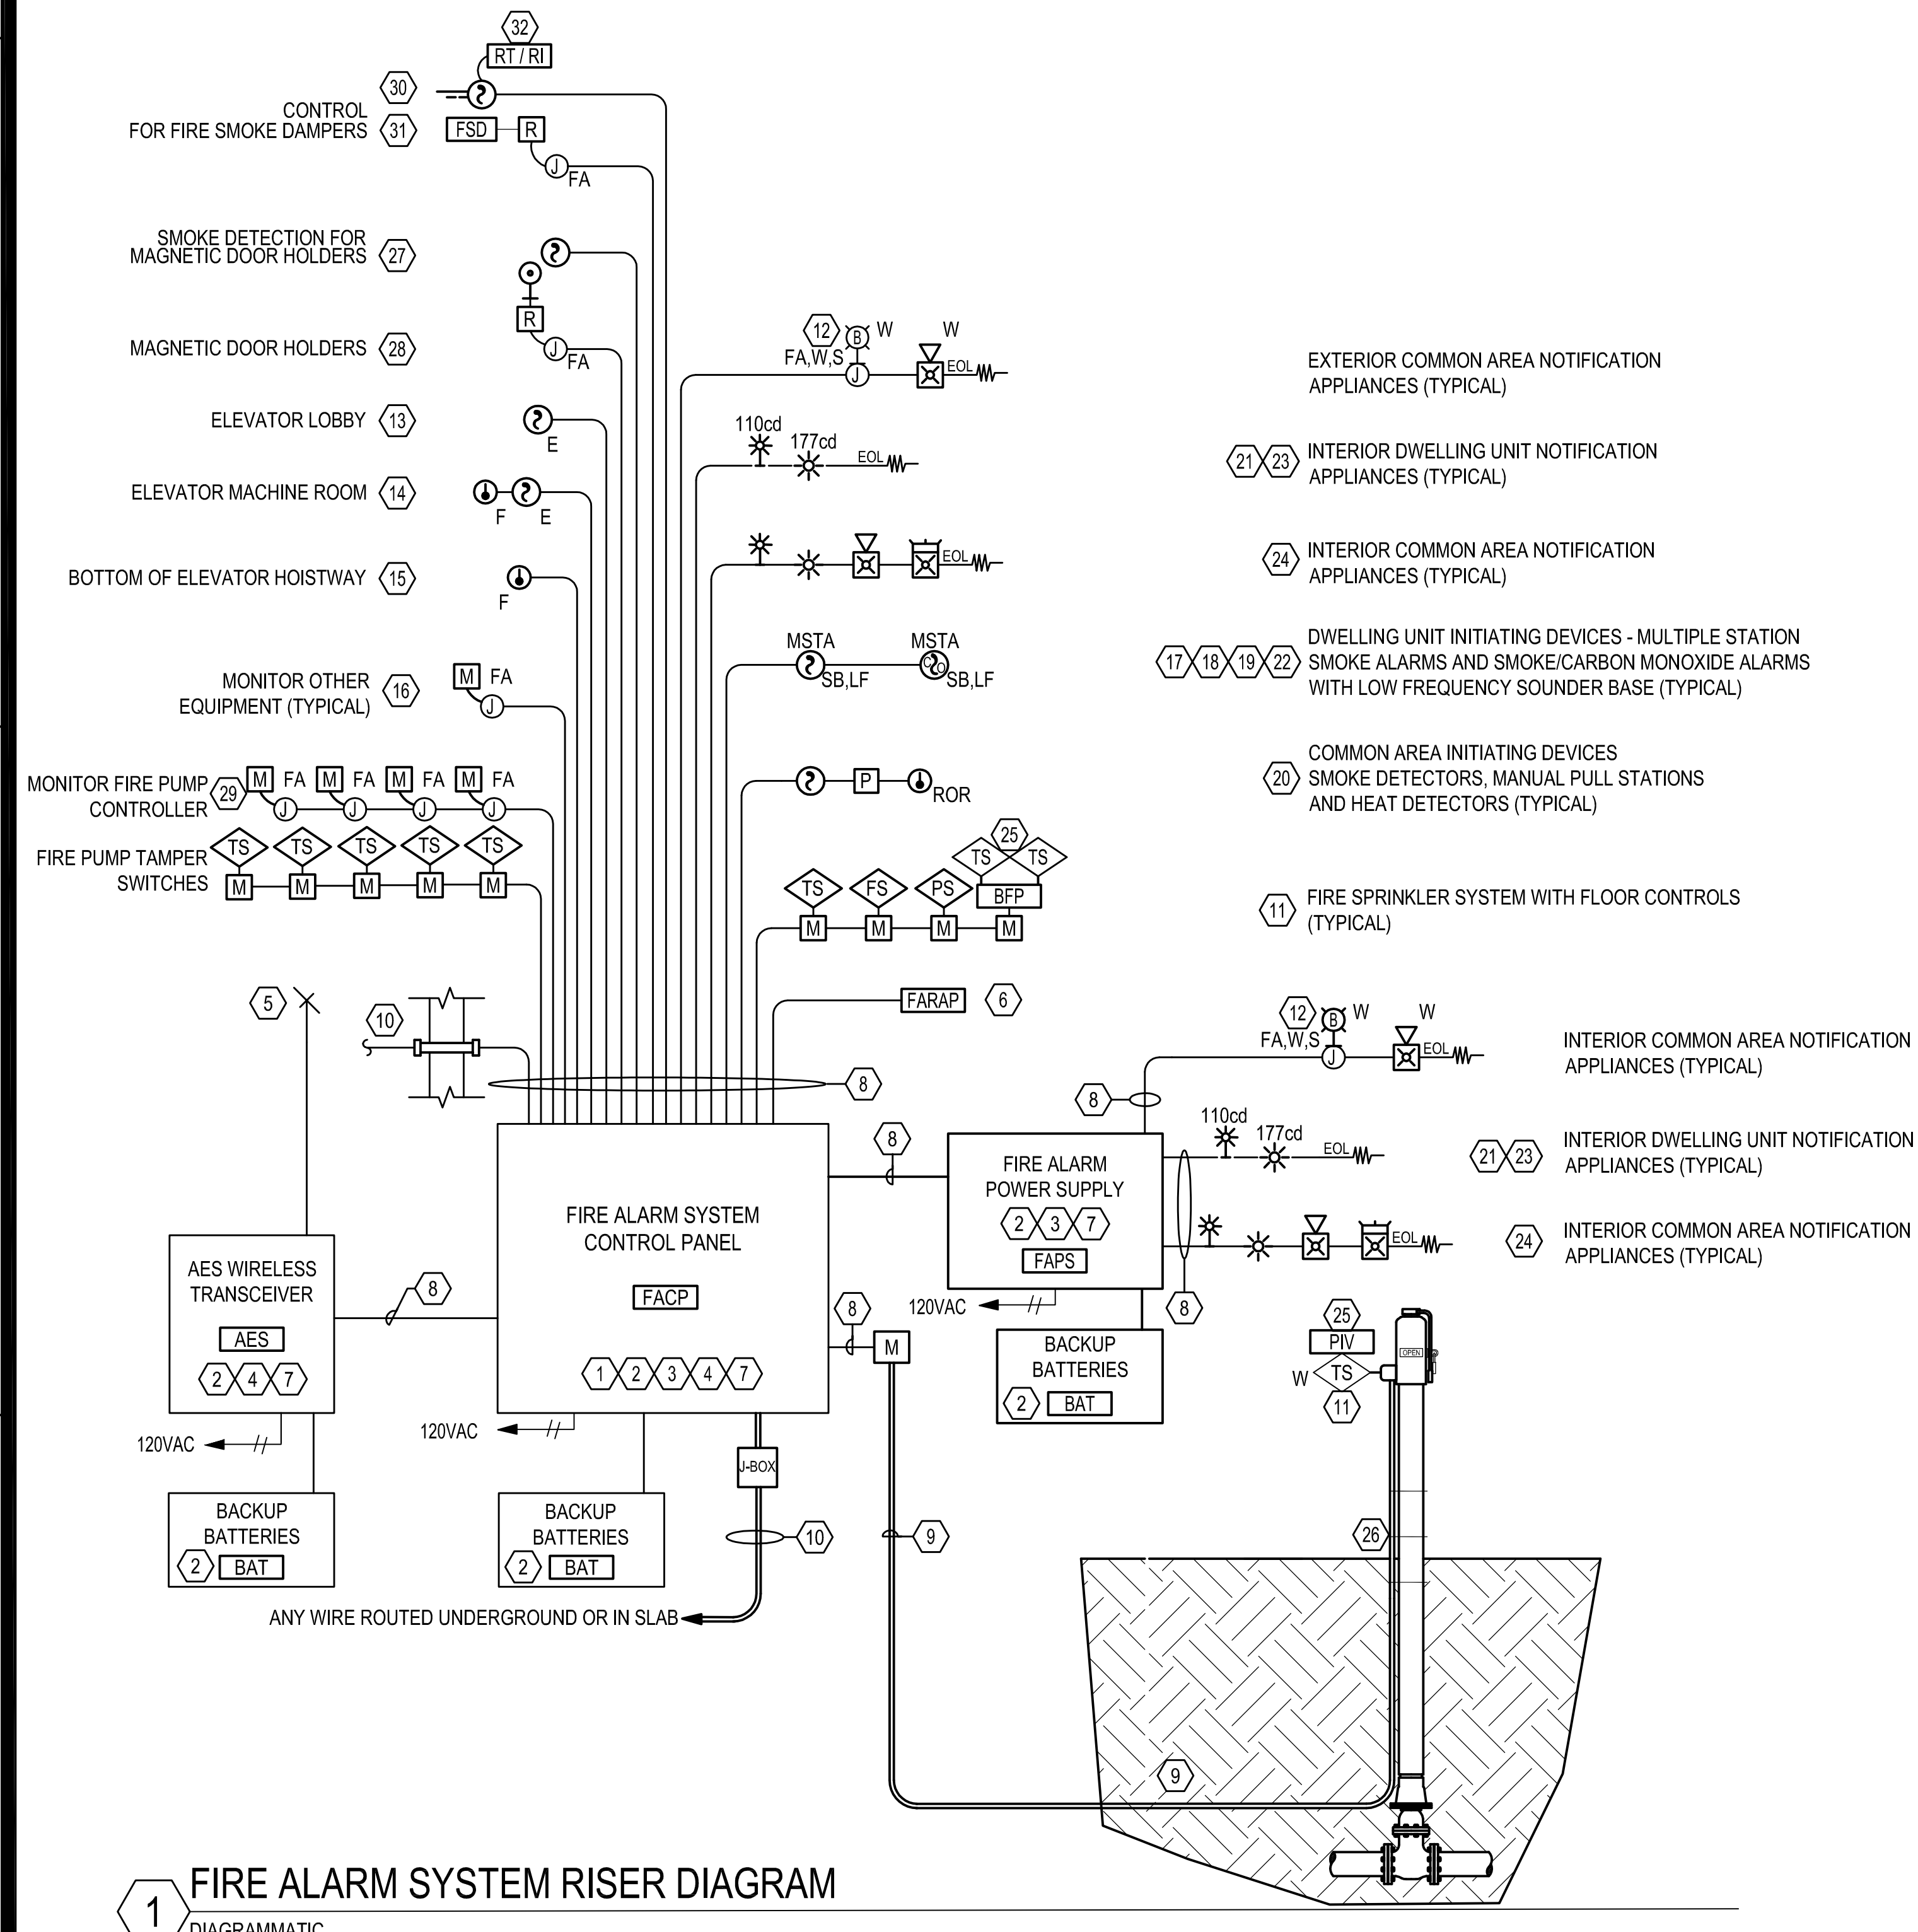 32
RT / RI
30
CONTROL
FOR FIRE SMOKE DAMPERS
31
FSD
R
J
FA
SMOKE DETECTION FOR
MAGNETIC DOOR HOLDERS
27
R
MAGNETIC DOOR HOLDERS
28
J
FA
ELEVATOR LOBBY
13
E
ELEVATOR MACHINE ROOM
14
F
E
BOTTOM OF ELEVATOR HOISTWAY
15
F
MONITOR OTHER
EQUIPMENT (TYPICAL)
16
M
FA
J
MONITOR FIRE PUMP
CONTROLLER
29
M FA M FA M FA M FA
J J J J
FIRE PUMP TAMPER
SWITCHES
TS TS TS TS TS
M M M M M
12
B
W
W
FA,W,S
J
EOL
EXTERIOR COMMON AREA NOTIFICATION
APPLIANCES (TYPICAL)
110cd
177cd
EOL
21 23
INTERIOR DWELLING UNIT NOTIFICATION
APPLIANCES (TYPICAL)
EOL
24
INTERIOR COMMON AREA NOTIFICATION
APPLIANCES (TYPICAL)
MSTA
MSTA
C O
SB,LF
SB,LF
17 18 19 22
DWELLING UNIT INITIATING DEVICES - MULTIPLE STATION
SMOKE ALARMS AND SMOKE/CARBON MONOXIDE ALARMS
WITH LOW FREQUENCY SOUNDER BASE (TYPICAL)
P
ROR
20
COMMON AREA INITIATING DEVICES
SMOKE DETECTORS, MANUAL PULL STATIONS
AND HEAT DETECTORS (TYPICAL)
25
TS TS
TS FS PS BFP
M M M M
11
FIRE SPRINKLER SYSTEM WITH FLOOR CONTROLS
(TYPICAL)
5
10
FARAP
6
8
12
B
W
W
FA,W,S
J
EOL
INTERIOR COMMON AREA NOTIFICATION
APPLIANCES (TYPICAL)
8
110cd
177cd
EOL
21 23
INTERIOR DWELLING UNIT NOTIFICATION
APPLIANCES (TYPICAL)
EOL
24
INTERIOR COMMON AREA NOTIFICATION
APPLIANCES (TYPICAL)
8
8
FIRE ALARM
POWER SUPPLY
2 3 7
FAPS
120VAC
BACKUP
BATTERIES
2
BAT
FIRE ALARM SYSTEM
CONTROL PANEL
FACP
1 2 3 4 7
8
M
8
AES WIRELESS
TRANSCEIVER
AES
2 4 7
120VAC
120VAC
BACKUP
BATTERIES
2
BAT
BACKUP
BATTERIES
2
BAT
J-BOX
10
9
ANY WIRE ROUTED UNDERGROUND OR IN SLAB
25
PIV
OPEN
W
TS
11
26
9
1
FIRE ALARM SYSTEM RISER DIAGRAM
DIAGRAMMATIC